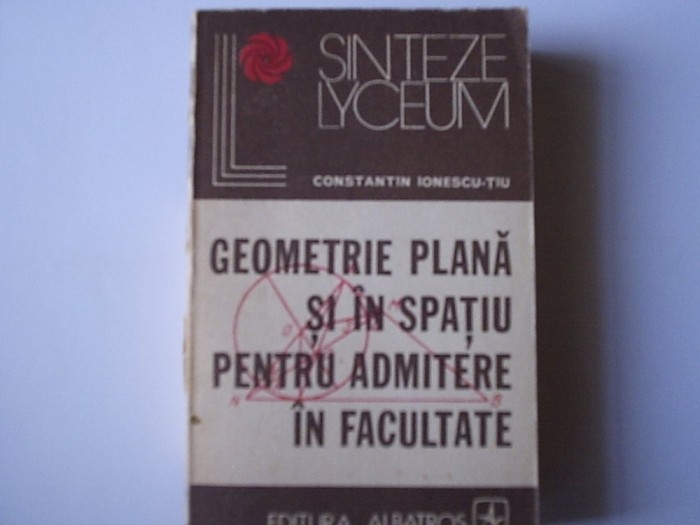 SINTEZE
LYCEUM
CONSTANTIN IONESCU-ȚIU
GEOMETRIE PLANĂ
ȘI ÎN SPAȚIU
PENTRU ADMITERE
ÎN FACULTATE
N
B
EDITURA ALBATROS